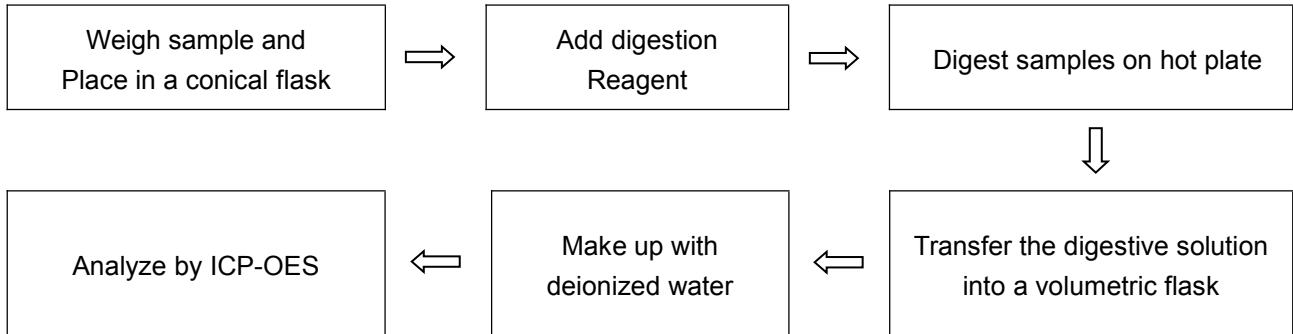 Weigh sample and
Place in a conical flask
Add digestion
Reagent
Digest samples on hot plate
Transfer the digestive solution
into a volumetric flask
Make up with
deionized water
Analyze by ICP-OES